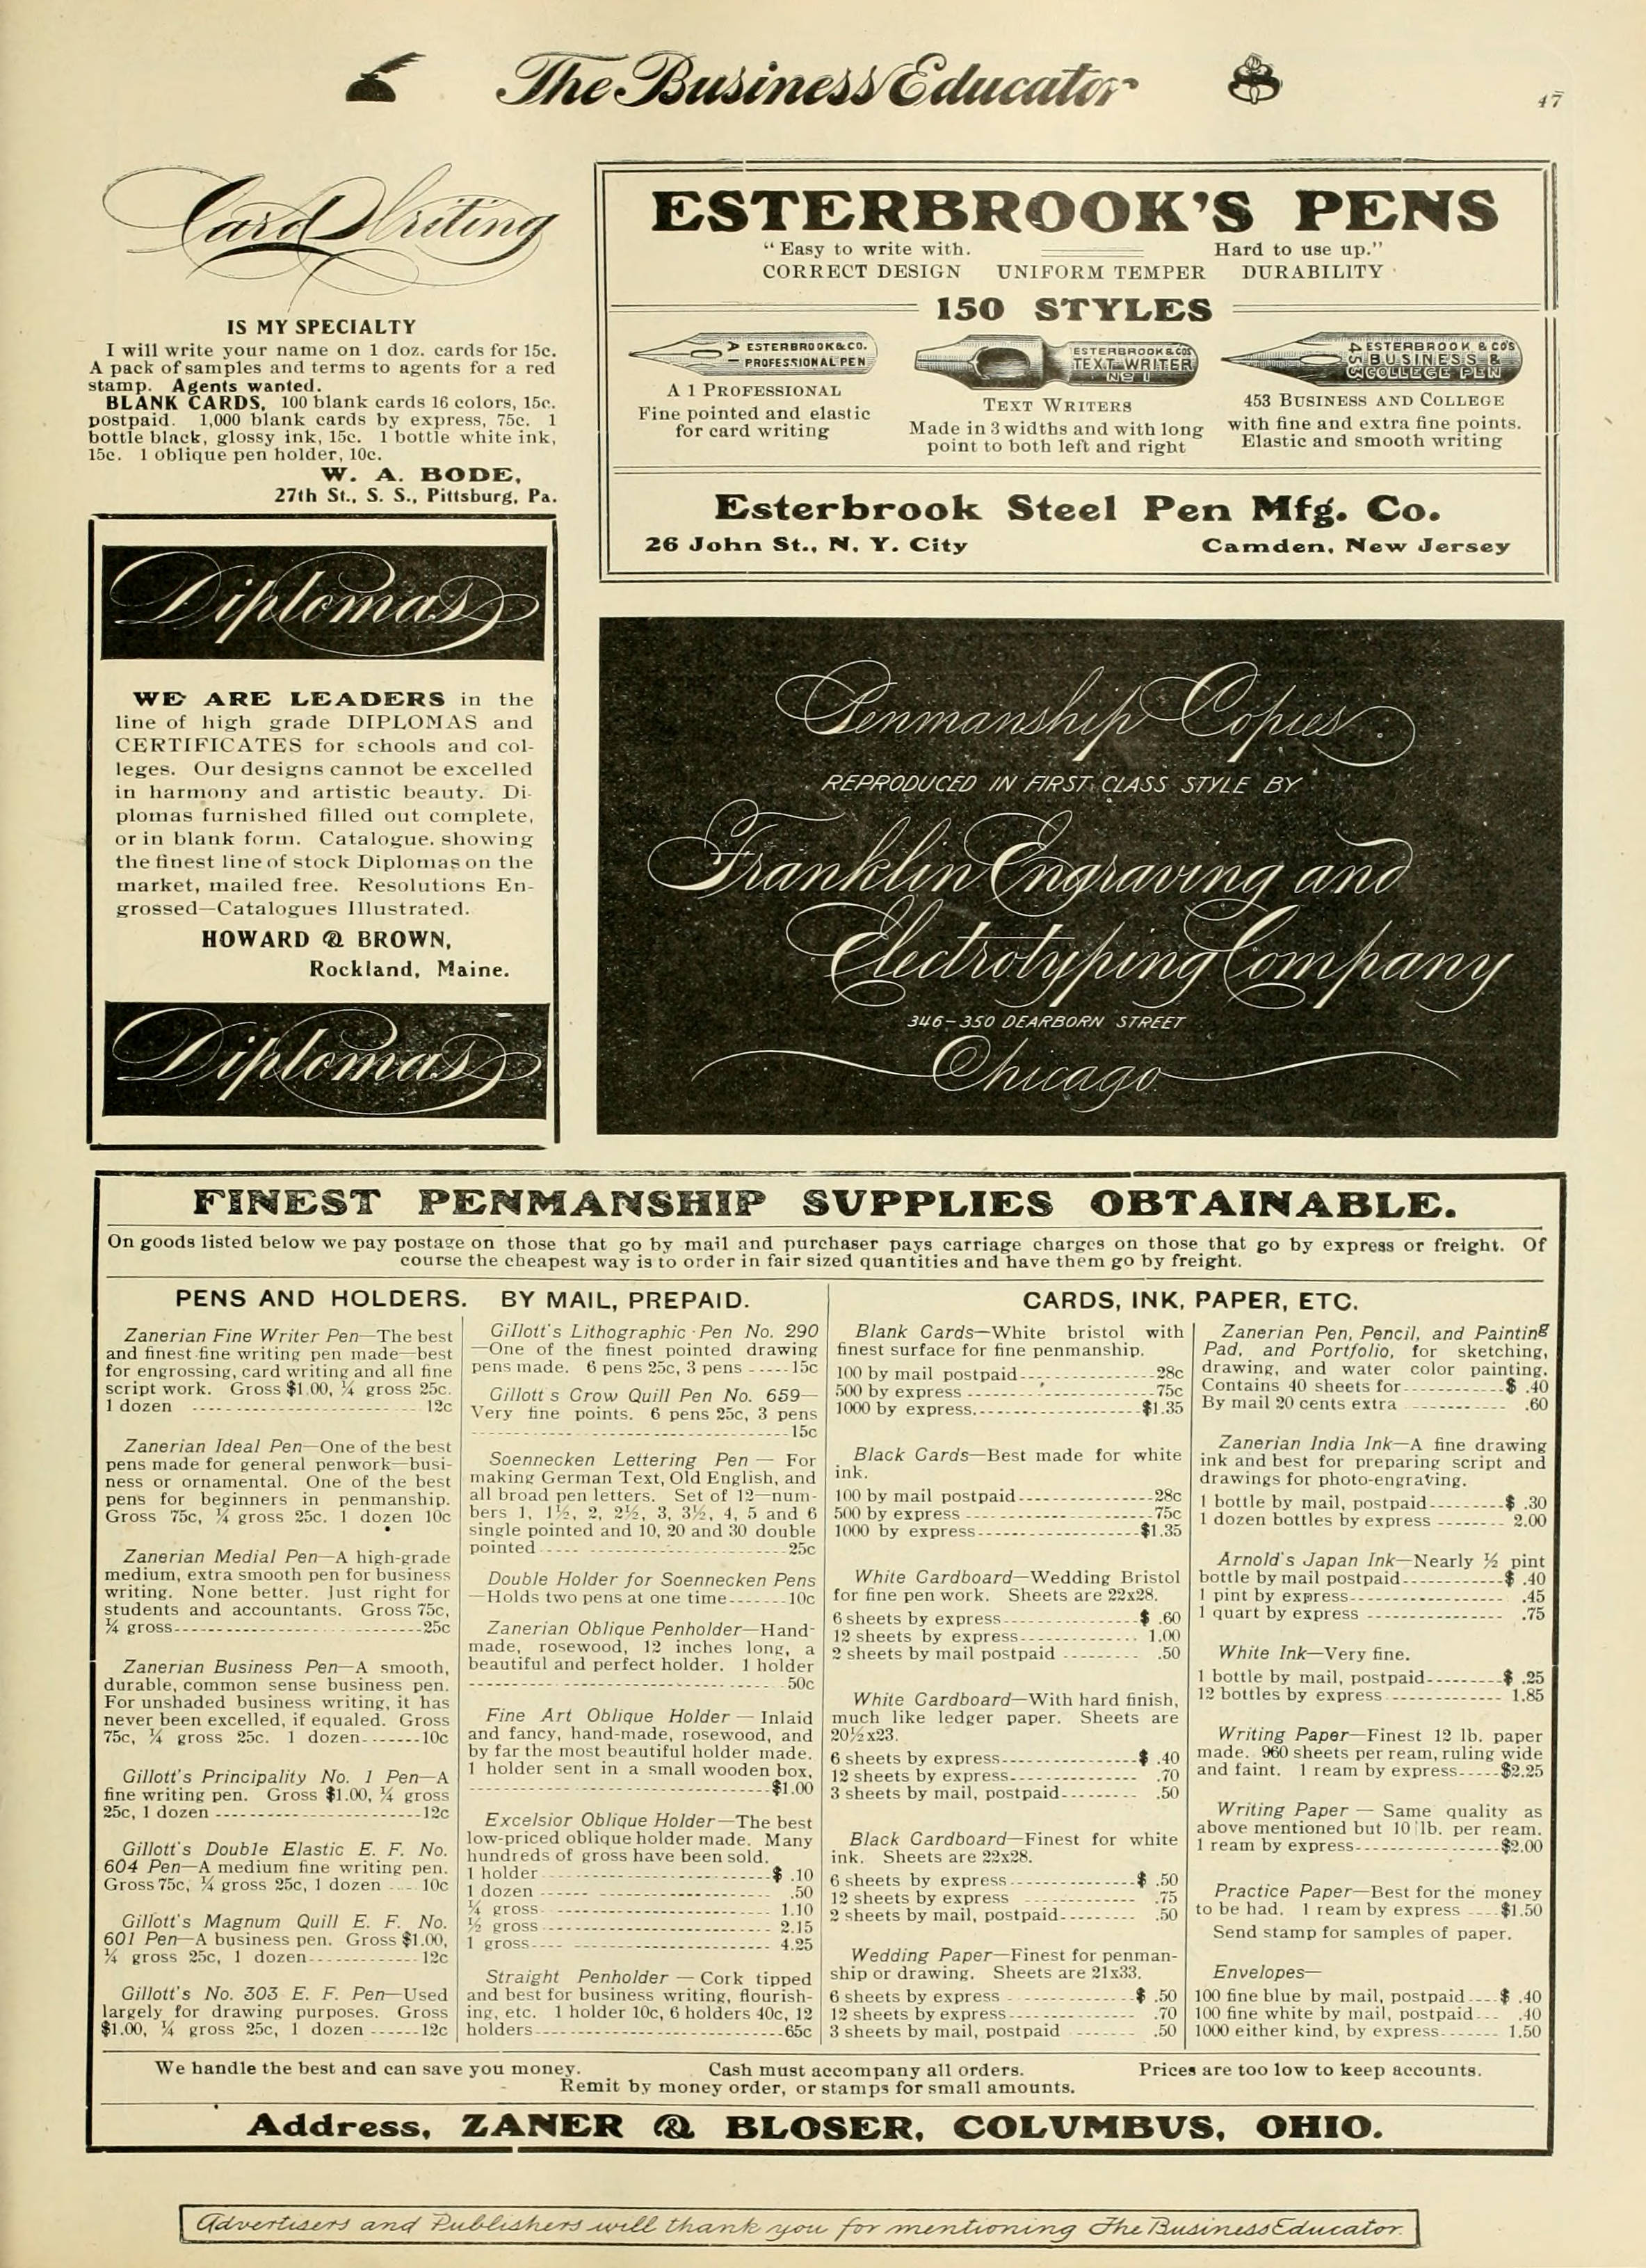 The Business Educator
47
Card Writing
IS MY SPECIALTY
I will write your name on 1 doz. cards for 15c.
A pack of samples and terms to agents for a red
stamp. Agents wanted.
BLANK CARDS, 100 blank cards 16 colors, 15c.
postpaid. 1,000 blank cards by express, 75c. 1
bottle black, glossy ink, 15c. 1 bottle white ink,
15c. 1 oblique pen holder, 10c.
W. A. BODE,
27th St., S. S., Pittsburg, Pa.
ESTERBROOK'S PENS
"Easy to write with. Hard to use up."
CORRECT DESIGN UNIFORM TEMPER DURABILITY
150 STYLES
ESTERBROOK & CO.
PROFESSIONAL PEN
A 1 PROFESSIONAL
Fine pointed and elastic
for card writing
ESTERBROOK & CO'S
TEXT WRITER
No 1
TEXT WRITERS
Made in 3 widths and with long
point to both left and right
453
ESTERBROOK & CO'S
BUSINESS &
COLLEGE PEN
453 BUSINESS AND COLLEGE
with fine and extra fine points.
Elastic and smooth writing
Esterbrook Steel Pen Mfg. Co.
26 John St., N. Y. City Camden, New Jersey
Diplomas
WE ARE LEADERS in the
line of high grade DIPLOMAS and
CERTIFICATES for schools and col-
leges. Our designs cannot be excelled
in harmony and artistic beauty. Di-
plomas furnished filled out complete,
or in blank form. Catalogue, showing
the finest line of stock Diplomas on the
market, mailed free. Resolutions En-
grossed—Catalogues Illustrated.
HOWARD & BROWN,
Rockland, Maine.
Diplomas
Penmanship Copies
REPRODUCED IN FIRST CLASS STYLE BY
Franklin Engraving and
Electrotyping Company
346-350 DEARBORN STREET
Chicago
FINEST PENMANSHIP SUPPLIES OBTAINABLE.
On goods listed below we pay postage on those that go by mail and purchaser pays carriage charges on those that go by express or freight. Of
course the cheapest way is to order in fair sized quantities and have them go by freight.
PENS AND HOLDERS. BY MAIL, PREPAID.
Zanerian Fine Writer Pen—The best
and finest fine writing pen made—best
for engrossing, card writing and all fine
script work. Gross $1.00, ¼ gross 25c.
1 dozen 12c
Zanerian Ideal Pen—One of the best
pens made for general penwork—busi-
ness or ornamental. One of the best
pens for beginners in penmanship.
Gross 75c, ¼ gross 25c. 1 dozen 10c
Zanerian Medial Pen—A high-grade
medium, extra smooth pen for business
writing. None better. Just right for
students and accountants. Gross 75c,
¼ gross 25c
Zanerian Business Pen—A smooth,
durable, common sense business pen.
For unshaded business writing, it has
never been excelled, if equaled. Gross
75c, ¼ gross 25c. 1 dozen 10c
Gillott's Principality No. 1 Pen—A
fine writing pen. Gross $1.00, ¼ gross
25c, 1 dozen 12c
Gillott's Double Elastic E. F. No.
604 Pen—A medium fine writing pen.
Gross 75c, ¼ gross 25c, 1 dozen 10c
Gillott's Magnum Quill E. F. No.
601 Pen—A business pen. Gross $1.00,
¼ gross 25c, 1 dozen 12c
Gillott's No. 303 E. F. Pen—Used
largely for drawing purposes. Gross
$1.00, ¼ gross 25c, 1 dozen 12c
Gillott's Lithographic Pen No. 290
—One of the finest pointed drawing
pens made. 6 pens 25c, 3 pens 15c
Gillott s Crow Quill Pen No. 659—
Very fine points. 6 pens 25c, 3 pens
15c
Soennecken Lettering Pen — For
making German Text, Old English, and
all broad pen letters. Set of 12—num-
bers 1, 1½, 2, 2½, 3, 3½, 4, 5 and 6
single pointed and 10, 20 and 30 double
pointed 25c
Double Holder for Soennecken Pens
—Holds two pens at one time 10c
Zanerian Oblique Penholder—Hand-
made, rosewood, 12 inches long, a
beautiful and perfect holder. 1 holder
50c
Fine Art Oblique Holder — Inlaid
and fancy, hand-made, rosewood, and
by far the most beautiful holder made.
1 holder sent in a small wooden box,
$1.00
Excelsior Oblique Holder—The best
low-priced oblique holder made. Many
hundreds of gross have been sold.
1 holder $ .10
1 dozen .50
¼ gross 1.10
½ gross 2.15
1 gross 4.25
Straight Penholder — Cork tipped
and best for business writing, flourish-
ing, etc. 1 holder 10c, 6 holders 40c, 12
holders 65c
CARDS, INK, PAPER, ETC.
Blank Cards—White bristol with
finest surface for fine penmanship.
100 by mail postpaid 28c
500 by express 75c
1000 by express. $1.35
Black Cards—Best made for white
ink.
100 by mail postpaid 28c
500 by express 75c
1000 by express $1.35
White Cardboard—Wedding Bristol
for fine pen work. Sheets are 22x28.
6 sheets by express $ .60
12 sheets by express 1.00
2 sheets by mail postpaid .50
White Cardboard—With hard finish,
much like ledger paper. Sheets are
20½x23.
6 sheets by express $ .40
12 sheets by express .70
3 sheets by mail, postpaid .50
Black Cardboard—Finest for white
ink. Sheets are 22x28.
6 sheets by express $ .50
12 sheets by express .75
2 sheets by mail, postpaid .50
Wedding Paper—Finest for penman-
ship or drawing. Sheets are 21x33.
6 sheets by express $ .50
12 sheets by express .70
3 sheets by mail, postpaid .50
Zanerian Pen, Pencil, and Painting
Pad, and Portfolio, for sketching,
drawing, and water color painting.
Contains 40 sheets for $ .40
By mail 20 cents extra .60
Zanerian India Ink—A fine drawing
ink and best for preparing script and
drawings for photo-engraving.
1 bottle by mail, postpaid $ .30
1 dozen bottles by express 2.00
Arnold's Japan Ink—Nearly ½ pint
bottle by mail postpaid $ .40
1 pint by express .45
1 quart by express .75
White Ink—Very fine.
1 bottle by mail, postpaid $ .25
12 bottles by express 1.85
Writing Paper—Finest 12 lb. paper
made. 960 sheets per ream, ruling wide
and faint. 1 ream by express $2.25
Writing Paper — Same quality as
above mentioned but 10 lb. per ream.
1 ream by express $2.00
Practice Paper—Best for the money
to be had. 1 ream by express $1.50
Send stamp for samples of paper.
Envelopes—
100 fine blue by mail, postpaid $ .40
100 fine white by mail, postpaid .40
1000 either kind, by express 1.50
We handle the best and can save you money. Cash must accompany all orders. Prices are too low to keep accounts.
Remit by money order, or stamps for small amounts.
Address, ZANER & BLOSER, COLUMBUS, OHIO.
Advertisers and Publishers will thank you for mentioning The Business Educator.